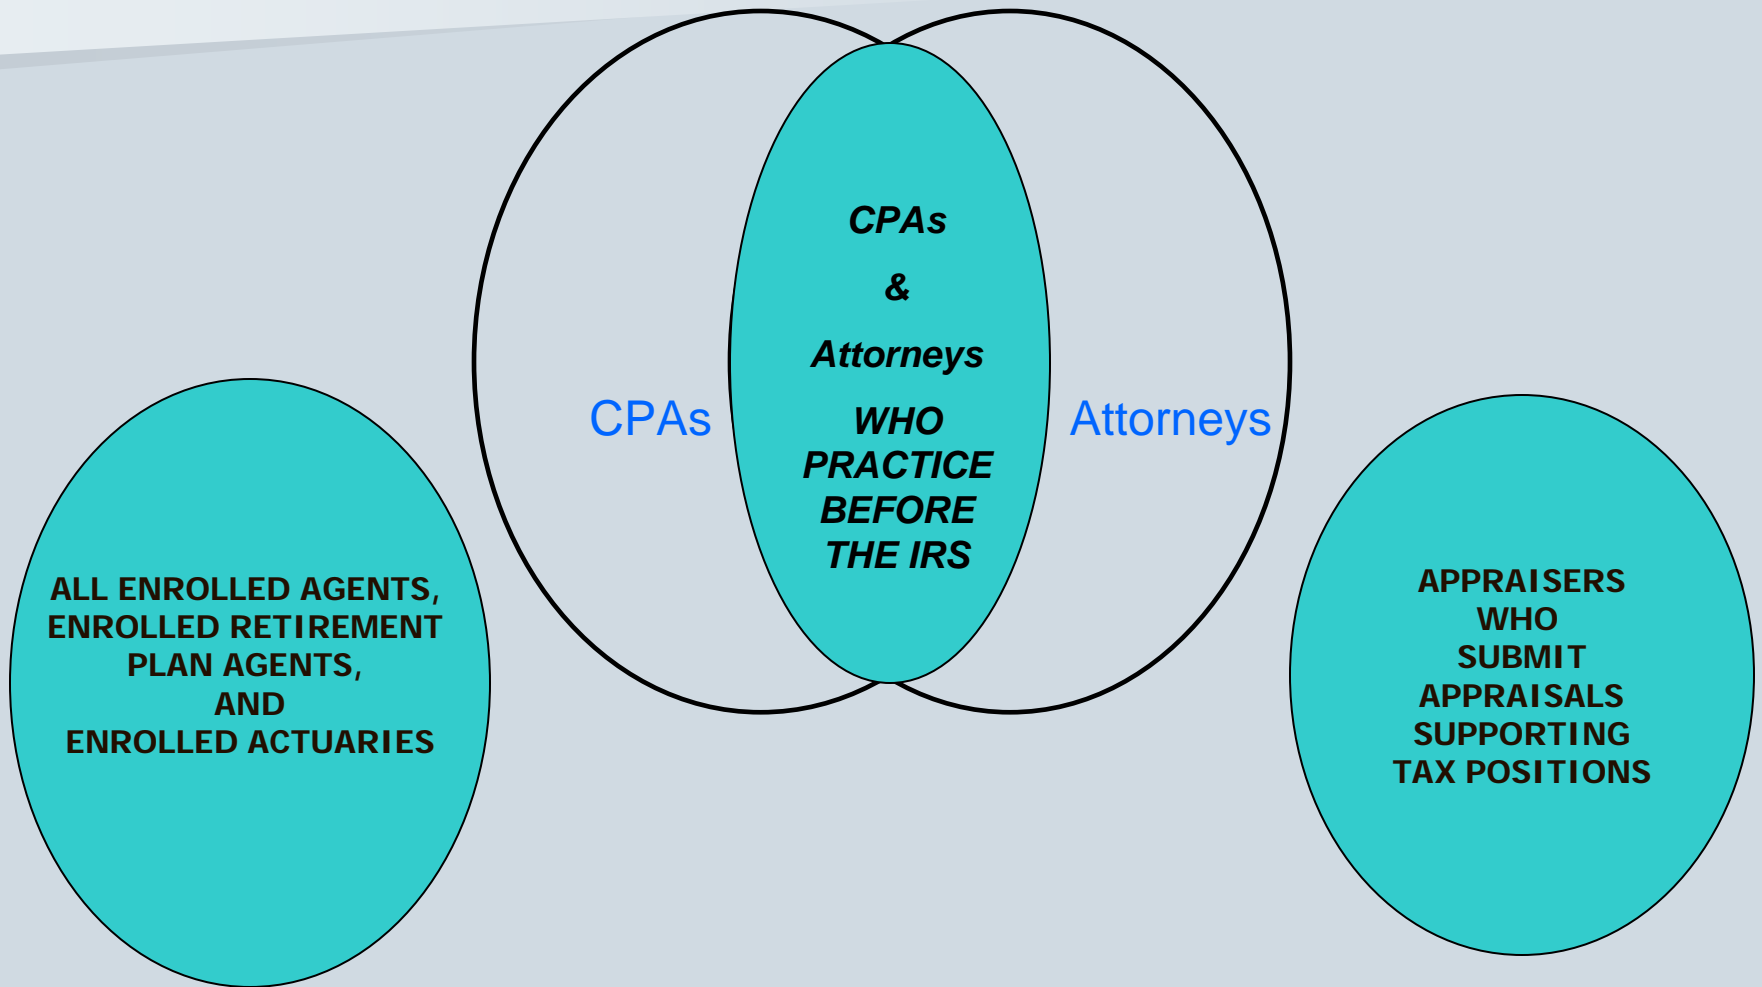 CPAs
&
Attorneys
WHO
PRACTICE
BEFORE
THE IRS
CPAs
Attorneys
ALL ENROLLED AGENTS,
ENROLLED RETIREMENT
PLAN AGENTS,
AND
ENROLLED ACTUARIES
APPRAISERS
WHO
SUBMIT
APPRAISALS
SUPPORTING
TAX POSITIONS